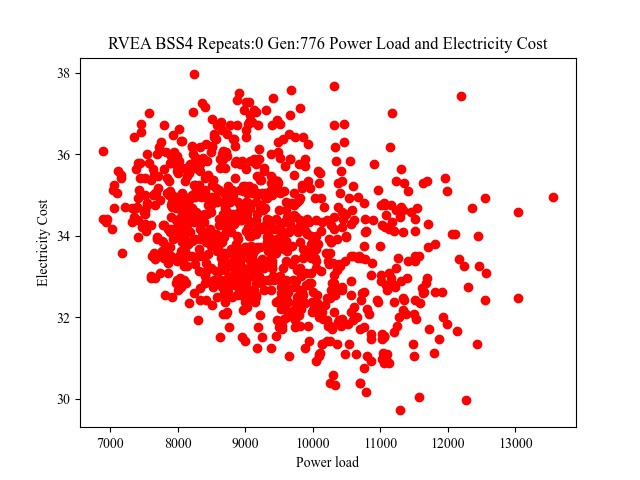 RVEA BSS4 Repeats:0 Gen:776 Power Load and Electricity Cost
38
36
34
32
30
Electricity Cost
7000 8000 9000 10000 11000 12000 13000
Power load